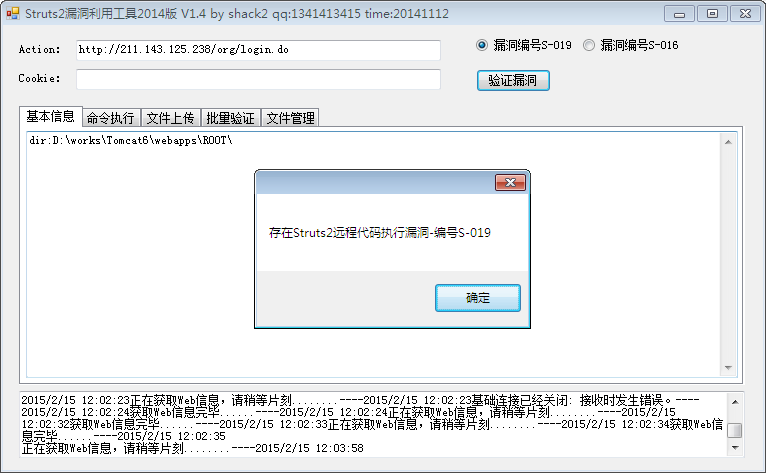 Struts2漏洞利用工具2014版 V1.4 by shack2 qq:1341413415 time:20141112
Action: http://211.143.125.238/org/login.do 漏洞编号S-019 漏洞编号S-016
Cookie: 验证漏洞
基本信息 命令执行 文件上传 批量验证 文件管理
dir:D:\works\Tomcat6\webapps\ROOT\
存在Struts2远程代码执行漏洞-编号S-019
确定
2015/2/15 12:02:23正在获取Web信息，请稍等片刻........----2015/2/15 12:02:23基础连接已经关闭: 接收时发生错误。----
2015/2/15 12:02:24获取Web信息完毕......----2015/2/15 12:02:24正在获取Web信息，请稍等片刻........----2015/2/15
12:02:32获取Web信息完毕......----2015/2/15 12:02:33正在获取Web信息，请稍等片刻........----2015/2/15 12:02:34获取Web信
息完毕......----2015/2/15 12:02:35
正在获取Web信息，请稍等片刻........----2015/2/15 12:03:58